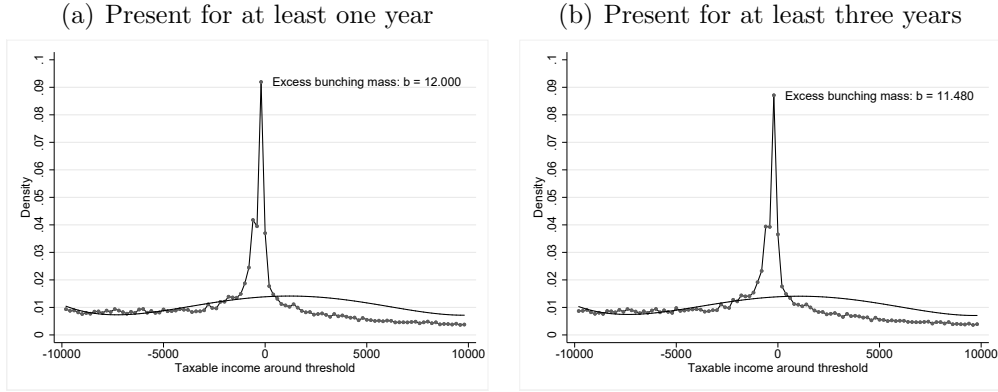 (a) Present for at least one year
.1
.09
.08
.07
.06
.05
.04
.03
.02
.01
0
Density
Excess bunching mass: b = 12.000
-10000 -5000 0 5000 10000
Taxable income around threshold
(b) Present for at least three years
.1
.09
.08
.07
.06
.05
.04
.03
.02
.01
0
Density
Excess bunching mass: b = 11.480
-10000 -5000 0 5000 10000
Taxable income around threshold